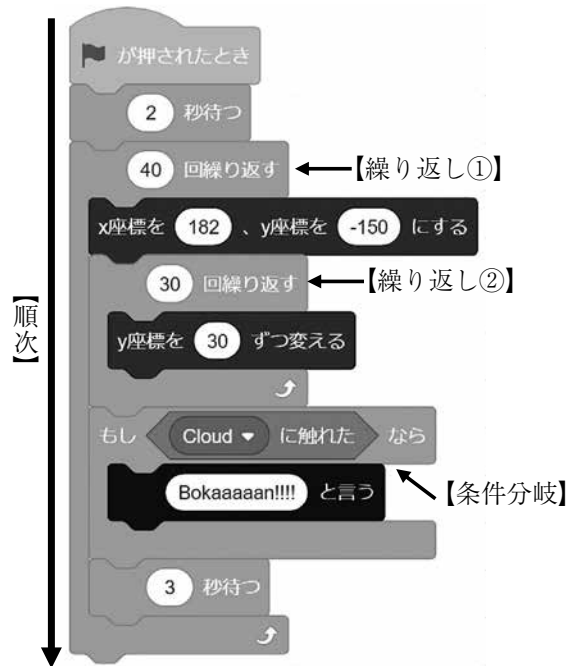 が押されたとき
2 秒待つ
40 回繰り返す 【繰り返し①】
x座標を 182 、y座標を -150 にする
30 回繰り返す 【繰り返し②】
【順次】
y座標を 30 ずつ変える
もし Cloud に触れた なら
Bokaaaaan!!!! と言う 【条件分岐】
3 秒待つ